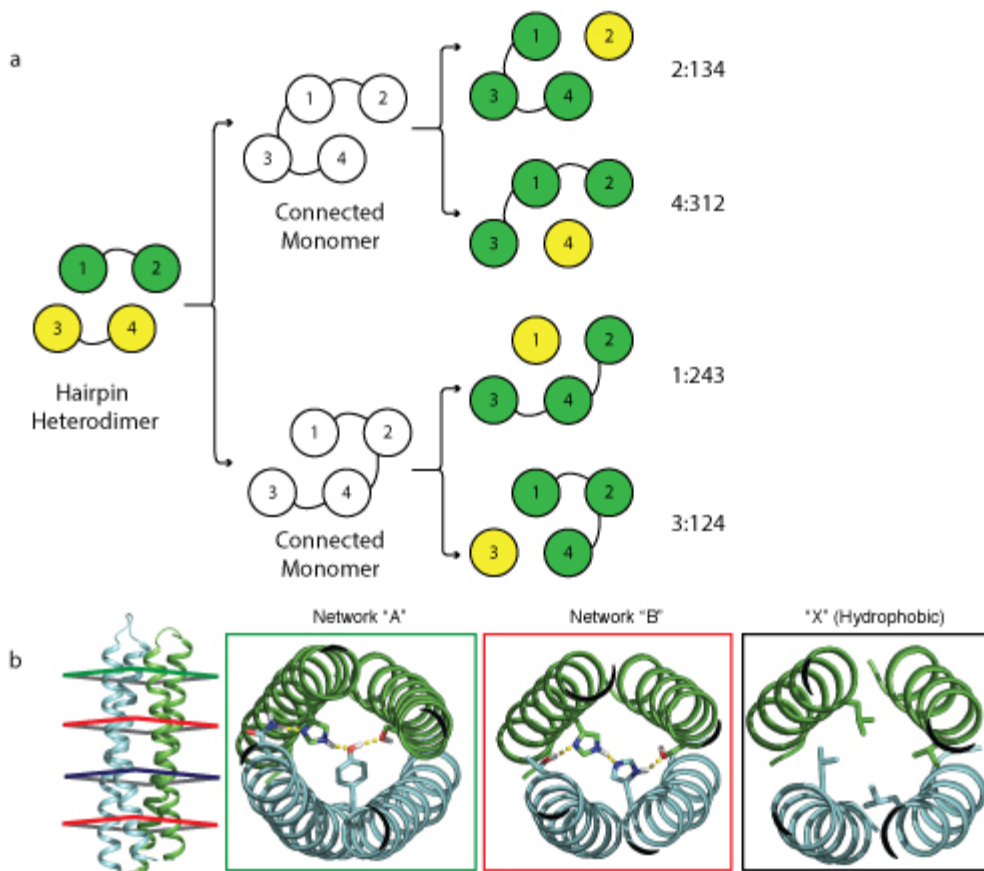 a
1 2
2:134
3 4
1 2
3 4
Connected
Monomer
1 2
4:312
3 4
1 2
3 4
Hairpin
Heterodimer
1 2
1:243
3 4
1 2
3 4
Connected
Monomer
1 2
3:124
3 4
b
Network "A"
Network "B"
"X" (Hydrophobic)